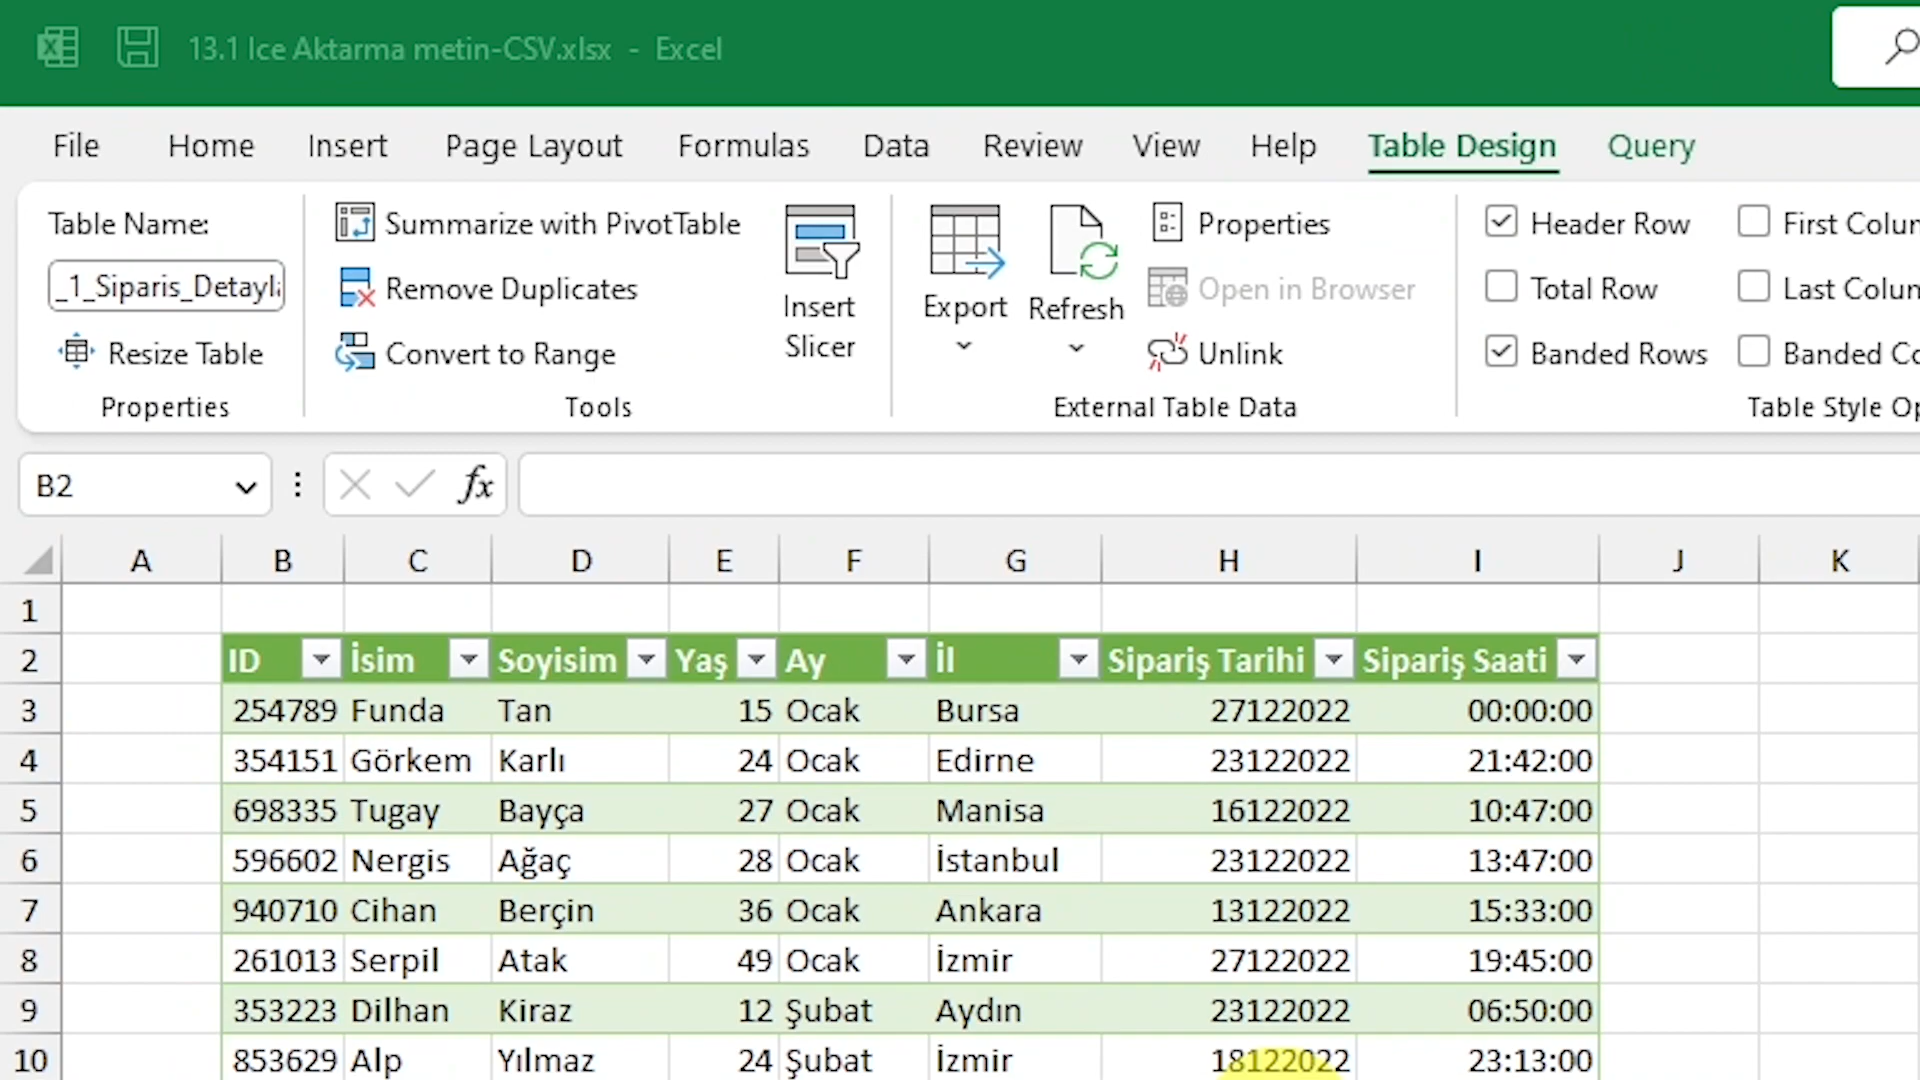 13.1 Ice Aktarma metin-CSV.xlsx - Excel
File Home Insert Page Layout Formulas Data Review View Help Table Design Query
Table Name:
_1_Siparis_Detayl
Resize Table
Properties
Summarize with PivotTable
Remove Duplicates
Convert to Range
Insert
Slicer
Tools
Export
Refresh
Properties
Open in Browser
Unlink
External Table Data
Header Row
Total Row
Banded Rows
First Colum
Last Colum
Banded Co
Table Style Op
B2 fx
A B C D E F G H I J K
1
2 ID İsim Soyisim Yaş Ay İl Sipariş Tarihi Sipariş Saati
3 254789 Funda Tan 15 Ocak Bursa 27122022 00:00:00
4 354151 Görkem Karlı 24 Ocak Edirne 23122022 21:42:00
5 698335 Tugay Bayça 27 Ocak Manisa 16122022 10:47:00
6 596602 Nergis Ağaç 28 Ocak İstanbul 23122022 13:47:00
7 940710 Cihan Berçin 36 Ocak Ankara 13122022 15:33:00
8 261013 Serpil Atak 49 Ocak İzmir 27122022 19:45:00
9 353223 Dilhan Kiraz 12 Şubat Aydın 23122022 06:50:00
10 853629 Alp Yılmaz 24 Şubat İzmir 18122022 23:13:00